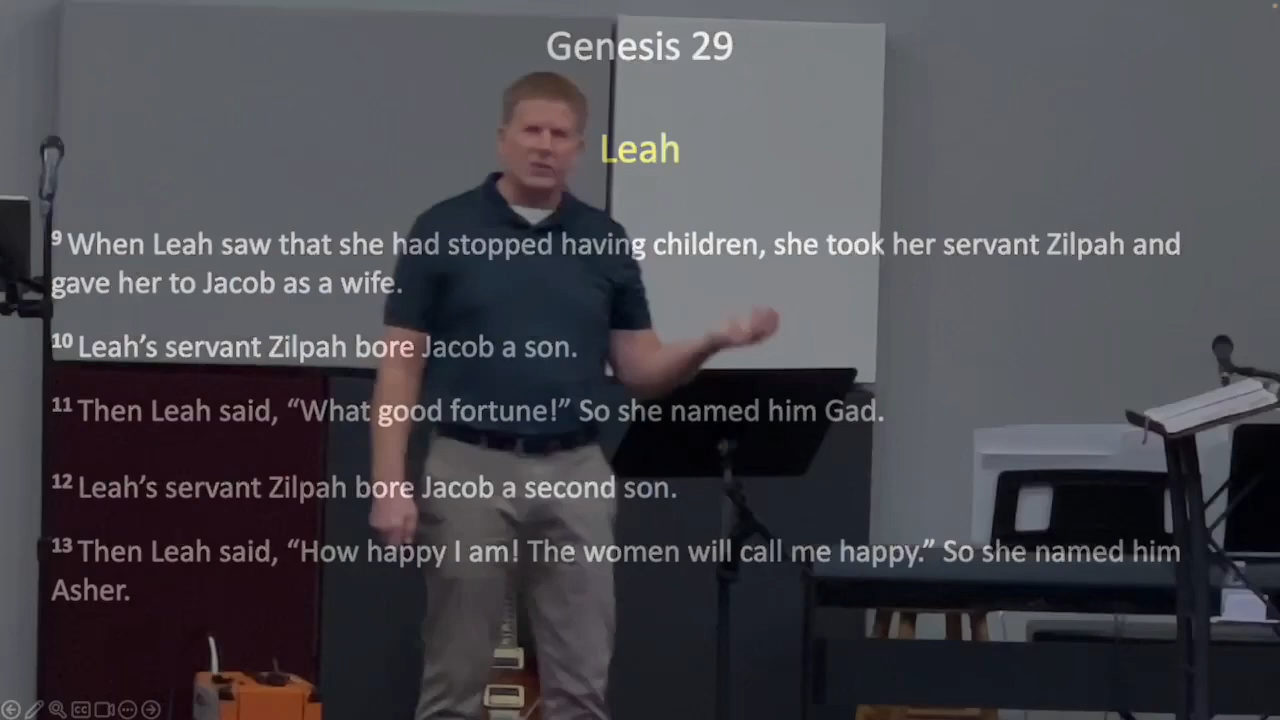 Genesis 29
Leah
9 When Leah saw that she had stopped having children, she took her servant Zilpah and
gave her to Jacob as a wife.
10 Leah’s servant Zilpah bore Jacob a son.
11 Then Leah said, “What good fortune!” So she named him Gad.
12 Leah’s servant Zilpah bore Jacob a second son.
13 Then Leah said, “How happy I am! The women will call me happy.” So she named him
Asher.